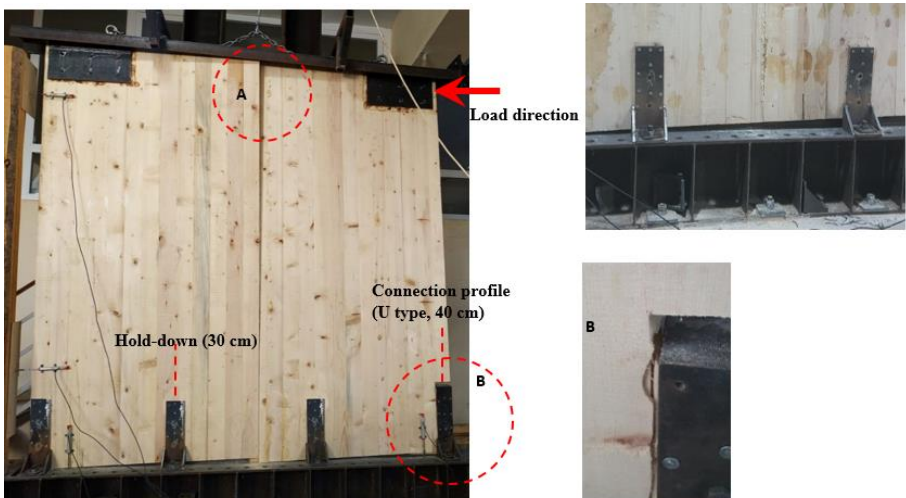 A
Load direction
Connection profile
(U type, 40 cm)
Hold-down (30 cm)
B
B